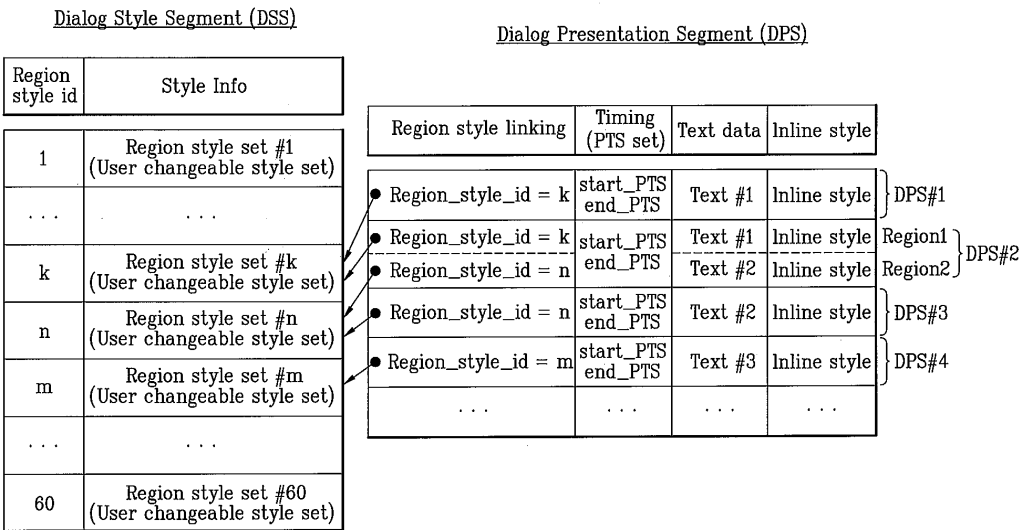 Dialog Style Segment (DSS)
Region style id
Style Info
1
Region style set #1
(User changeable style set)
. . .
. . .
k
Region style set #k
(User changeable style set)
n
Region style set #n
(User changeable style set)
m
Region style set #m
(User changeable style set)
. . .
. . .
60
Region style set #60
(User changeable style set)
Dialog Presentation Segment (DPS)
Region style linking
Timing
(PTS set)
Text data
Inline style
Region_style_id = k
start_PTS
end_PTS
Text #1
Inline style
DPS#1
Region_style_id = k
start_PTS
end_PTS
Text #1
Inline style
Region1
Region_style_id = n
Text #2
Inline style
Region2
DPS#2
Region_style_id = n
start_PTS
end_PTS
Text #2
Inline style
DPS#3
Region_style_id = m
start_PTS
end_PTS
Text #3
Inline style
DPS#4
. . .
. . .
. . .
. . .